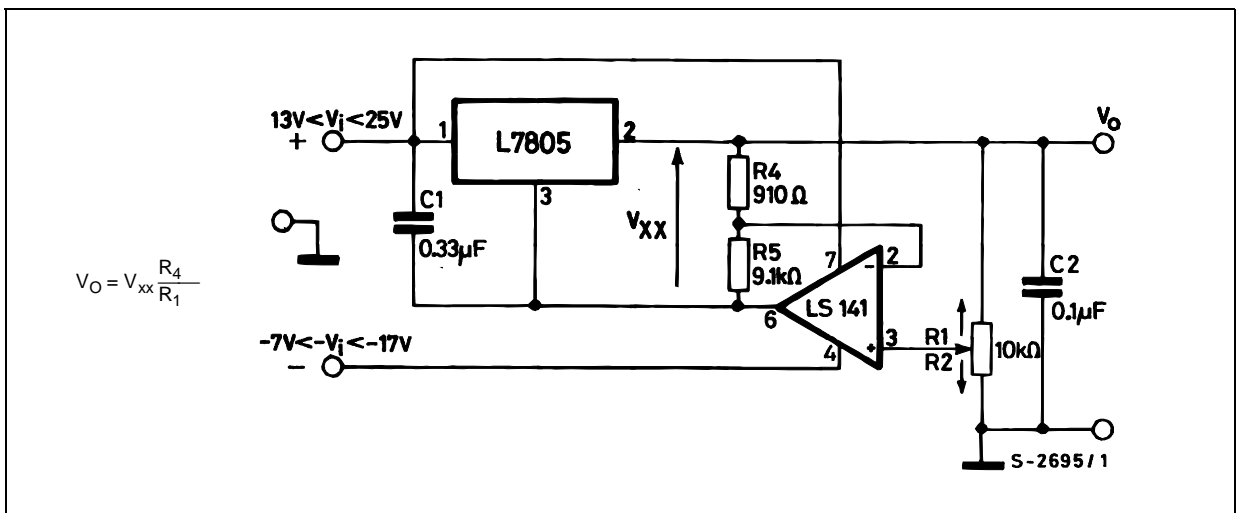 13V<Vi<25V
+
1
L7805
2
Vo
3
C1
0.33µF
VXX
R4
910Ω
R5
9.1kΩ
7
2
-
LS 141
6
3
+
4
R1
R2
10kΩ
C2
0.1µF
VO = Vxx R4
R1
-7V<-Vi<-17V
-
S-2695/1